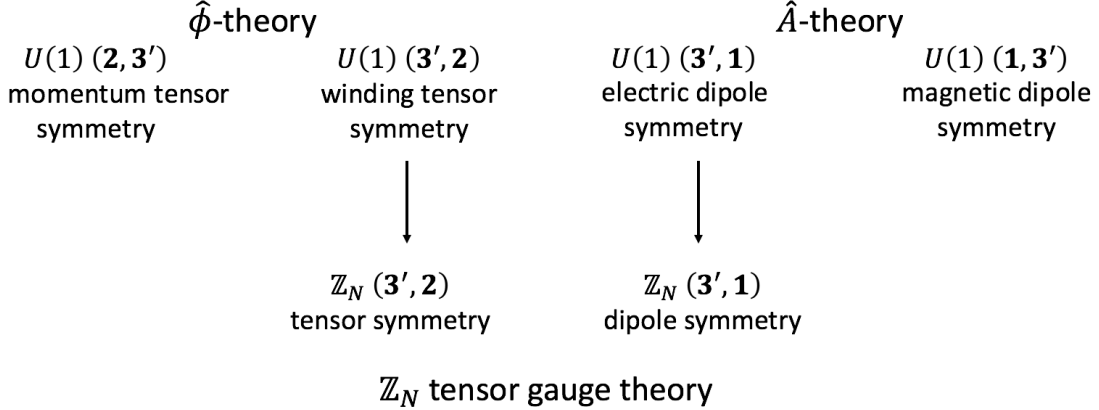 ϕ̂-theory
Â-theory
U(1) (2, 3′)
momentum tensor
symmetry
U(1) (3′, 2)
winding tensor
symmetry
U(1) (3′, 1)
electric dipole
symmetry
U(1) (1, 3′)
magnetic dipole
symmetry
ℤ_N (3′, 2)
tensor symmetry
ℤ_N (3′, 1)
dipole symmetry
ℤ_N tensor gauge theory